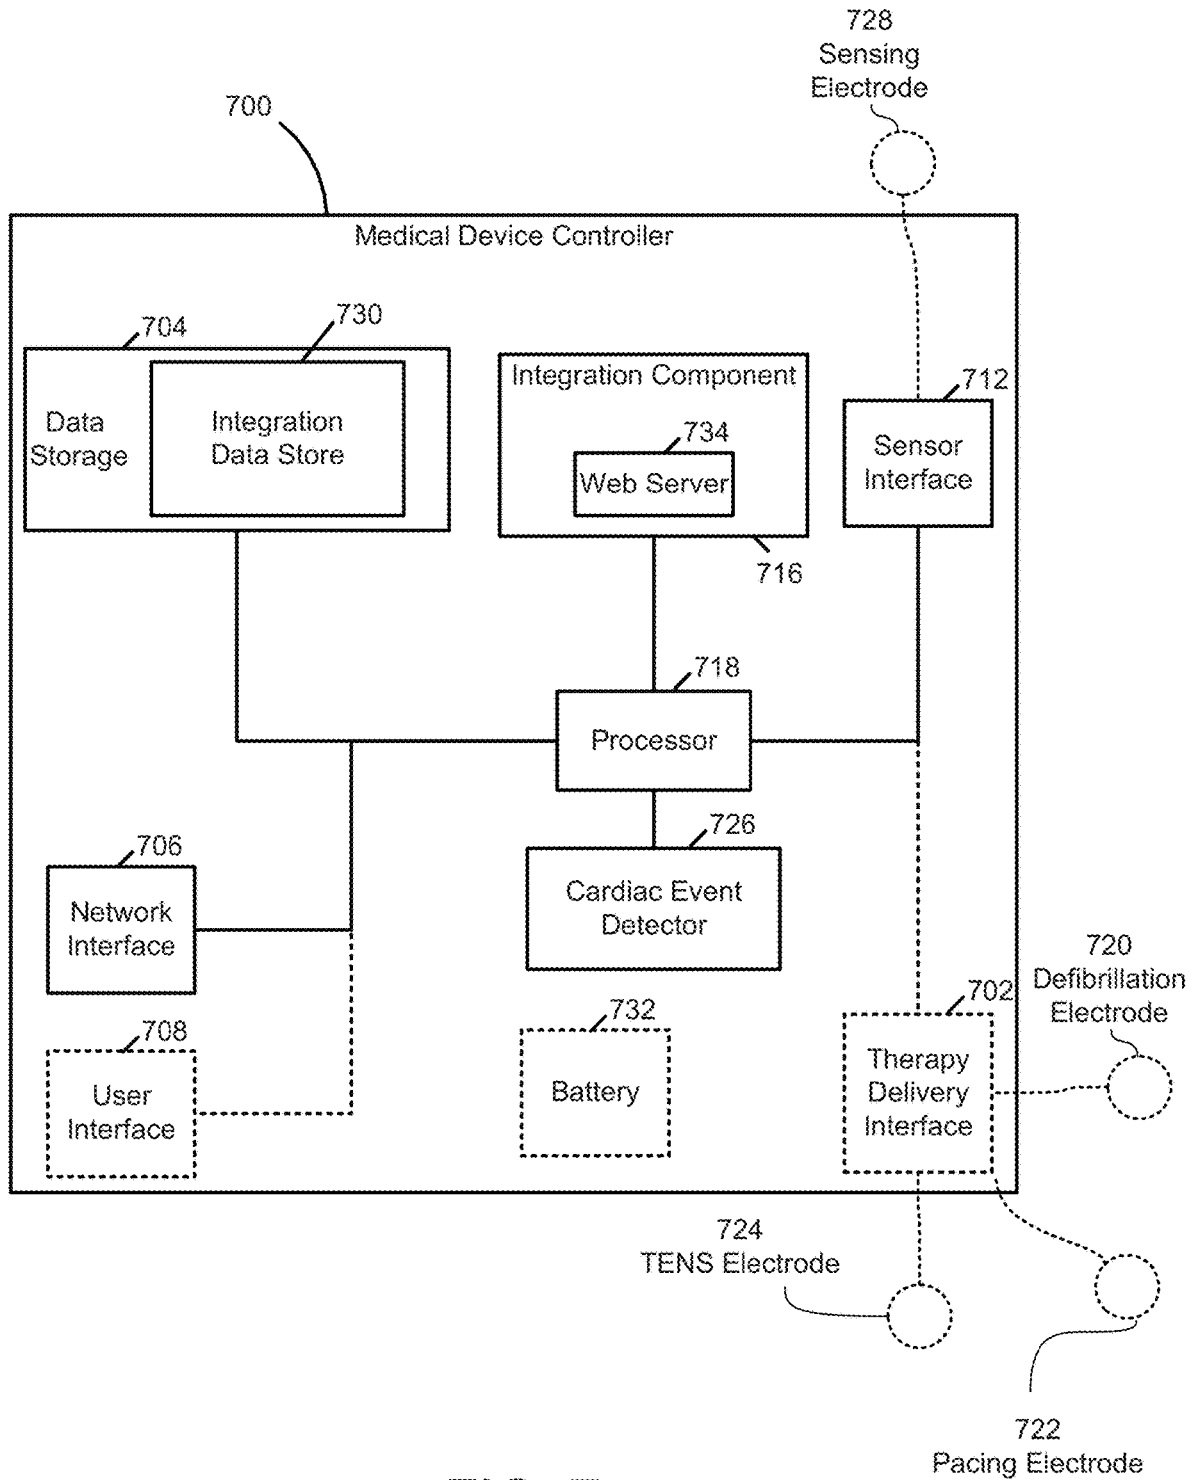 728
Sensing
Electrode
700
Medical Device Controller
704
730
Data
Storage
Integration
Data Store
Integration Component
734
Web Server
716
712
Sensor
Interface
718
Processor
706
Network
Interface
726
Cardiac Event
Detector
708
User
Interface
732
Battery
702
Therapy
Delivery
Interface
720
Defibrillation
Electrode
724
TENS Electrode
722
Pacing Electrode